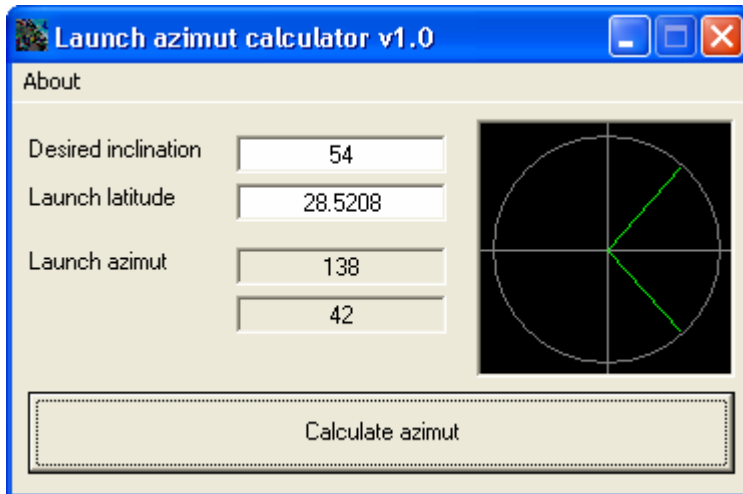 Launch azimut calculator v1.0
About
Desired inclination 54
Launch latitude 28.5208
Launch azimut 138
42
Calculate azimut